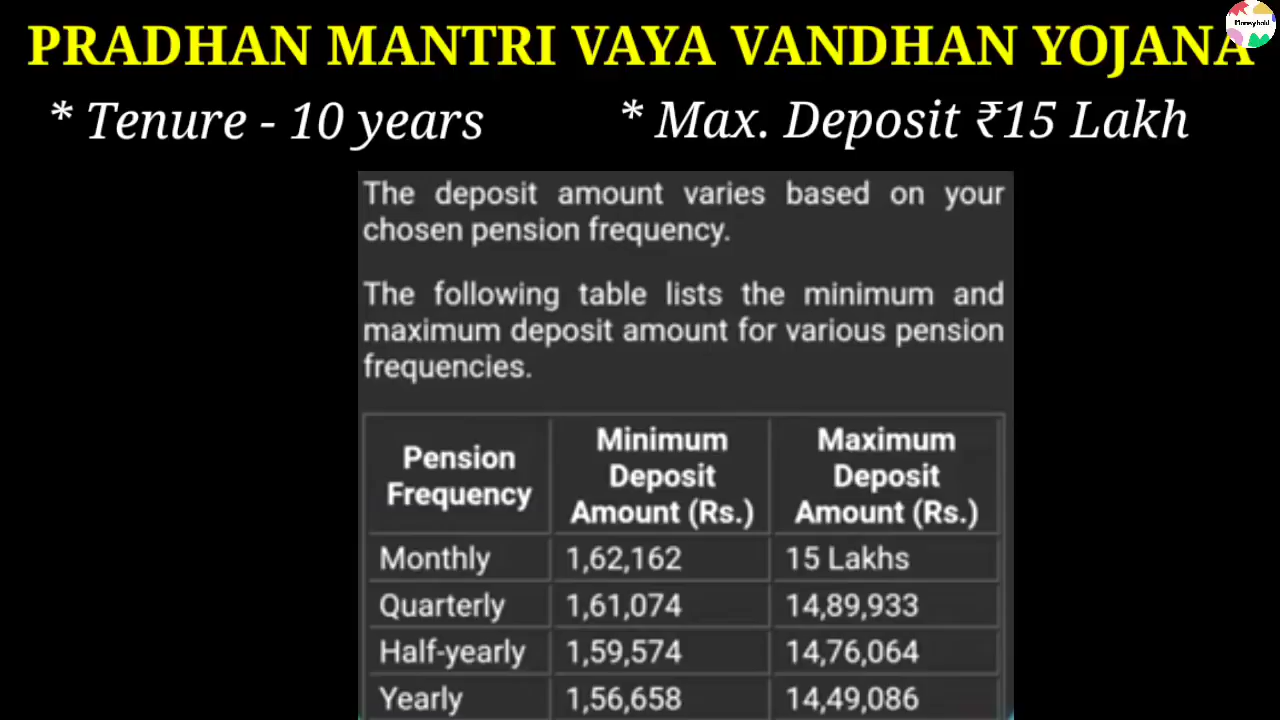 PRADHAN MANTRI VAYA VANDHAN YOJANA
Moneyhold
* Tenure - 10 years
* Max. Deposit ₹15 Lakh
The deposit amount varies based on your
chosen pension frequency.
The following table lists the minimum and
maximum deposit amount for various pension
frequencies.
Pension Frequency Minimum Deposit Amount (Rs.) Maximum Deposit Amount (Rs.)
Monthly 1,62,162 15 Lakhs
Quarterly 1,61,074 14,89,933
Half-yearly 1,59,574 14,76,064
Yearly 1,56,658 14,49,086